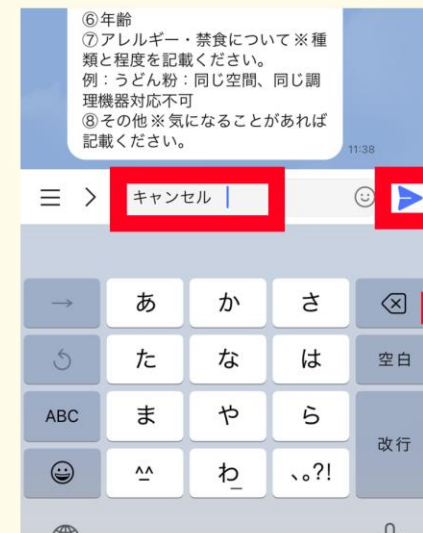 ⑥年齢
⑦アレルギー・禁食について※種
類と程度を記載ください。
例：うどん粉：同じ空間、同じ調
理機器対応不可
⑧その他※気になることがあれば
記載ください。
11:38
キャンセル
→ あ か さ
た な は 空白
ABC ま や ら
改行
^^ わ_ 、。?!